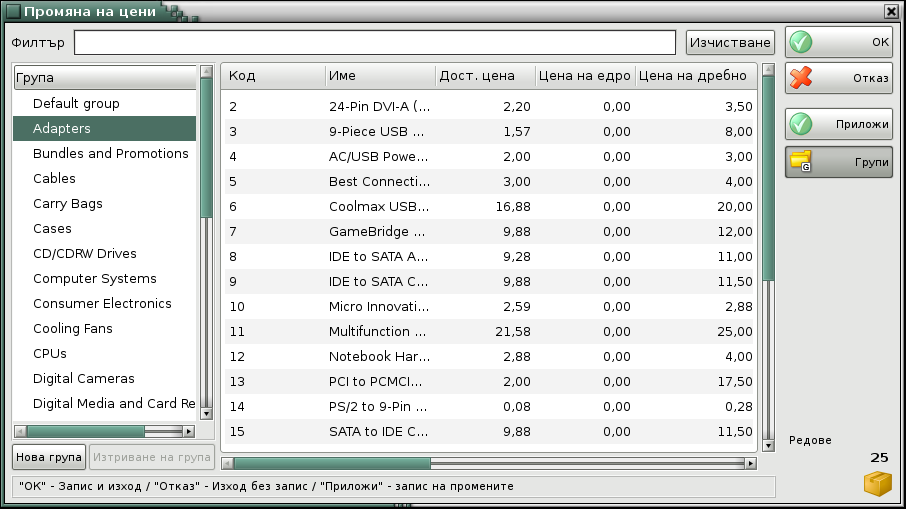 Промяна на цени
Филтър
Изчистване
OK
Отказ
Приложи
Групи
Група
Default group
Adapters
Bundles and Promotions
Cables
Carry Bags
Cases
CD/CDRW Drives
Computer Systems
Consumer Electronics
Cooling Fans
CPUs
Digital Cameras
Digital Media and Card Re
Нова група Изтриване на група
Код Име Дост. цена Цена на едро Цена на дребно
2 24-Pin DVI-A (... 2,20 0,00 3,50
3 9-Piece USB ... 1,57 0,00 8,00
4 AC/USB Powe... 2,00 0,00 3,00
5 Best Connecti... 3,00 0,00 4,00
6 Coolmax USB... 16,88 0,00 20,00
7 GameBridge ... 9,88 0,00 12,00
8 IDE to SATA A... 9,28 0,00 11,00
9 IDE to SATA C... 9,88 0,00 11,50
10 Micro Innovati... 2,59 0,00 2,88
11 Multifunction ... 21,58 0,00 25,00
12 Notebook Har... 2,88 0,00 4,00
13 PCI to PCMCI... 2,00 0,00 17,50
14 PS/2 to 9-Pin ... 0,08 0,00 0,28
15 SATA to IDE C... 9,88 0,00 11,50
Редове
25
"ОК" - Запис и изход / "Отказ" - Изход без запис / "Приложи" - запис на промените